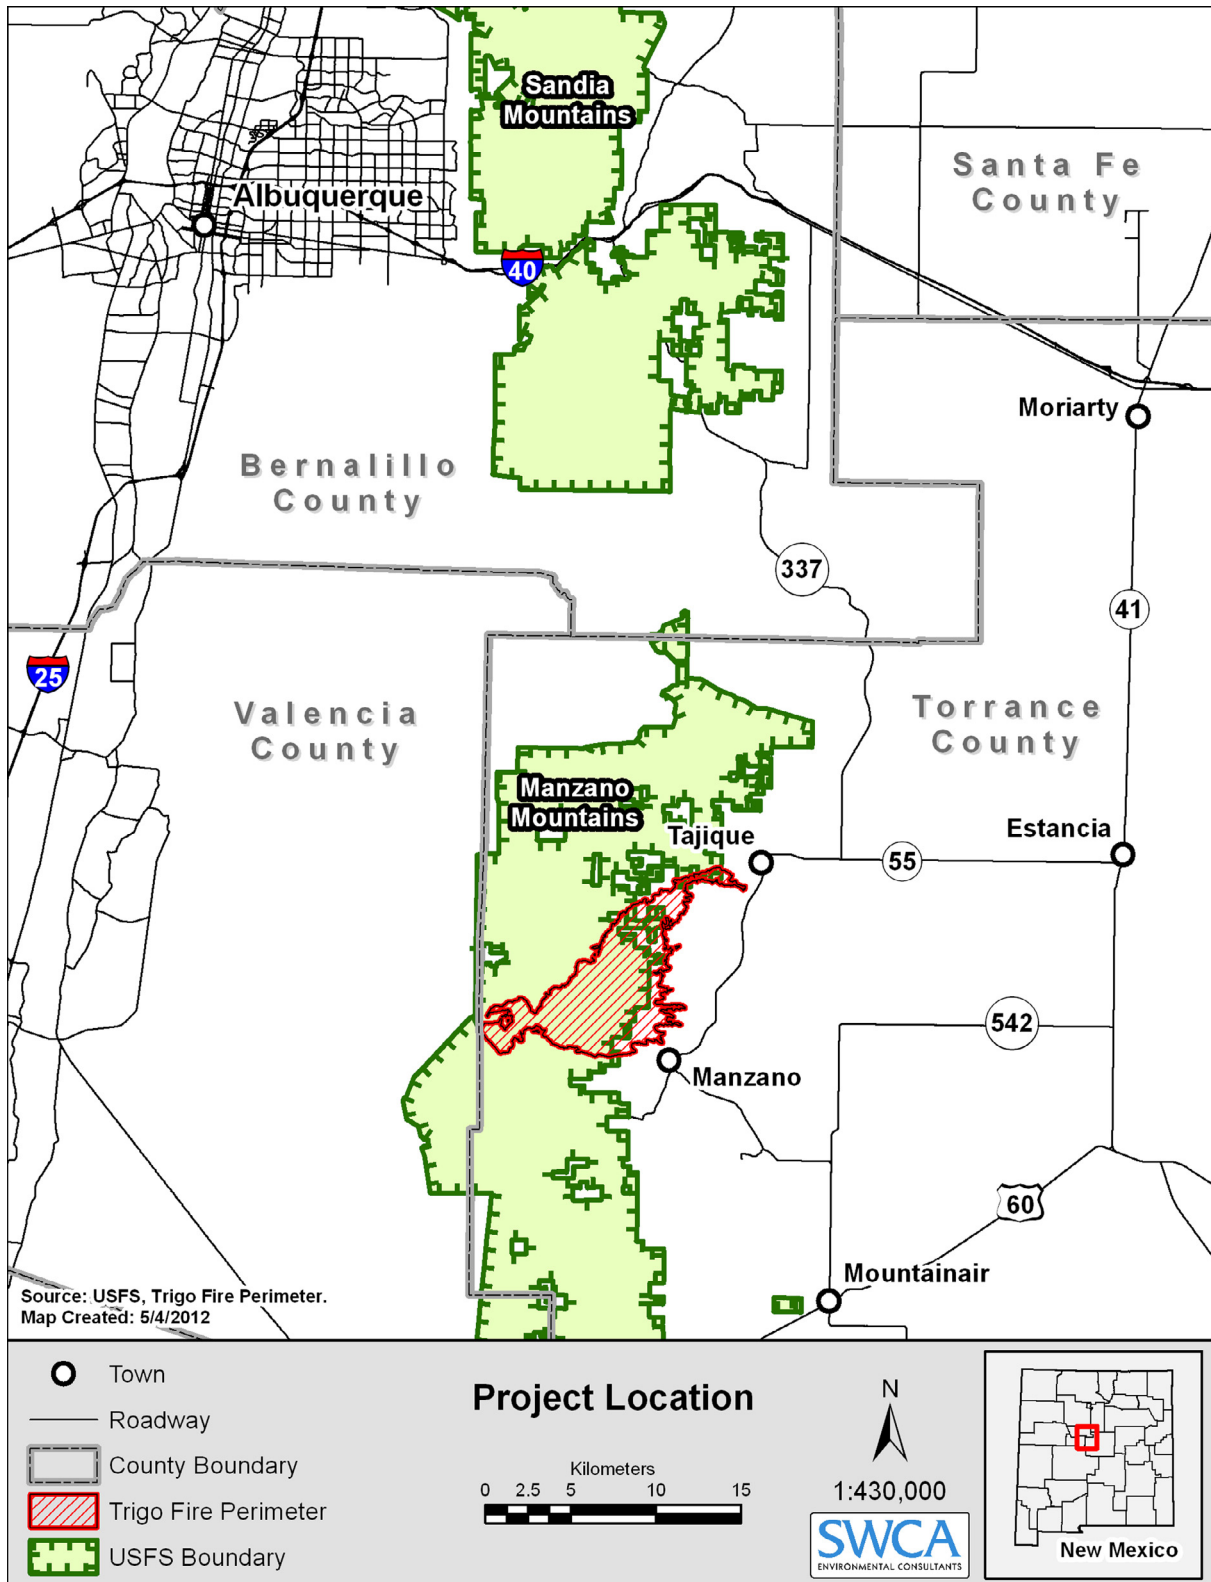 Sandia
Mountains
Santa Fe
County
Albuquerque
40
Moriarty
Bernalillo
County
337
41
25
Valencia
County
Torrance
County
Manzano
Mountains
Tajique
Estancia
55
542
Manzano
60
Mountainair
Source: USFS, Trigo Fire Perimeter.
Map Created: 5/4/2012
Town
Roadway
County Boundary
Trigo Fire Perimeter
USFS Boundary
Project Location
Kilometers
0 2.5 5 10 15
N
1:430,000
SWCA
ENVIRONMENTAL CONSULTANTS
New Mexico